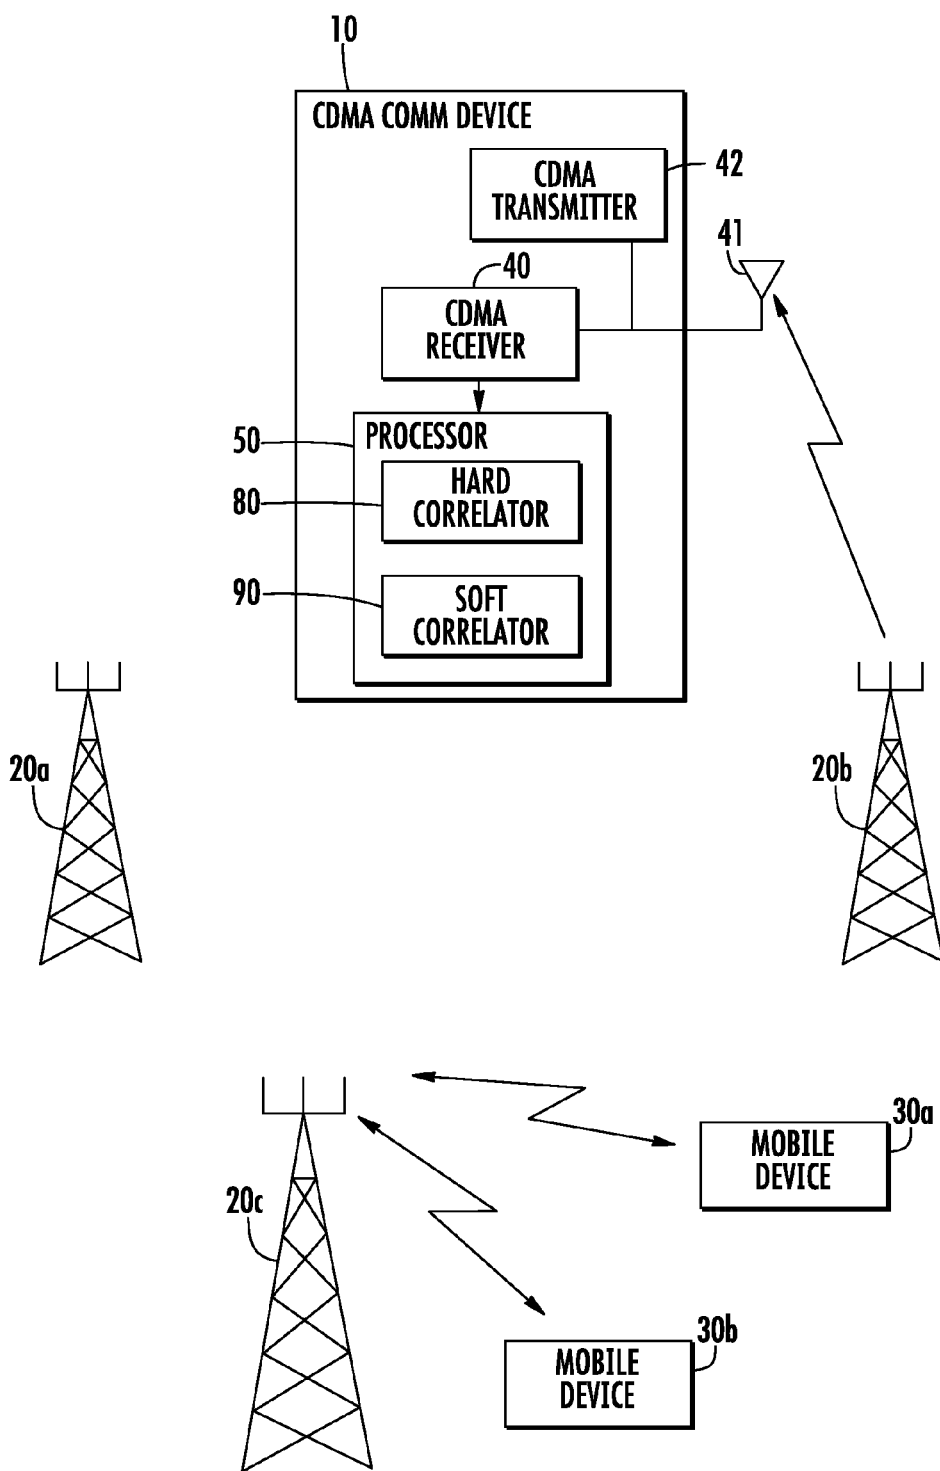 10
CDMA COMM DEVICE
CDMA
TRANSMITTER
42
41
40
CDMA
RECEIVER
50
PROCESSOR
80
HARD
CORRELATOR
90
SOFT
CORRELATOR
20a
20b
30a
MOBILE
DEVICE
20c
30b
MOBILE
DEVICE